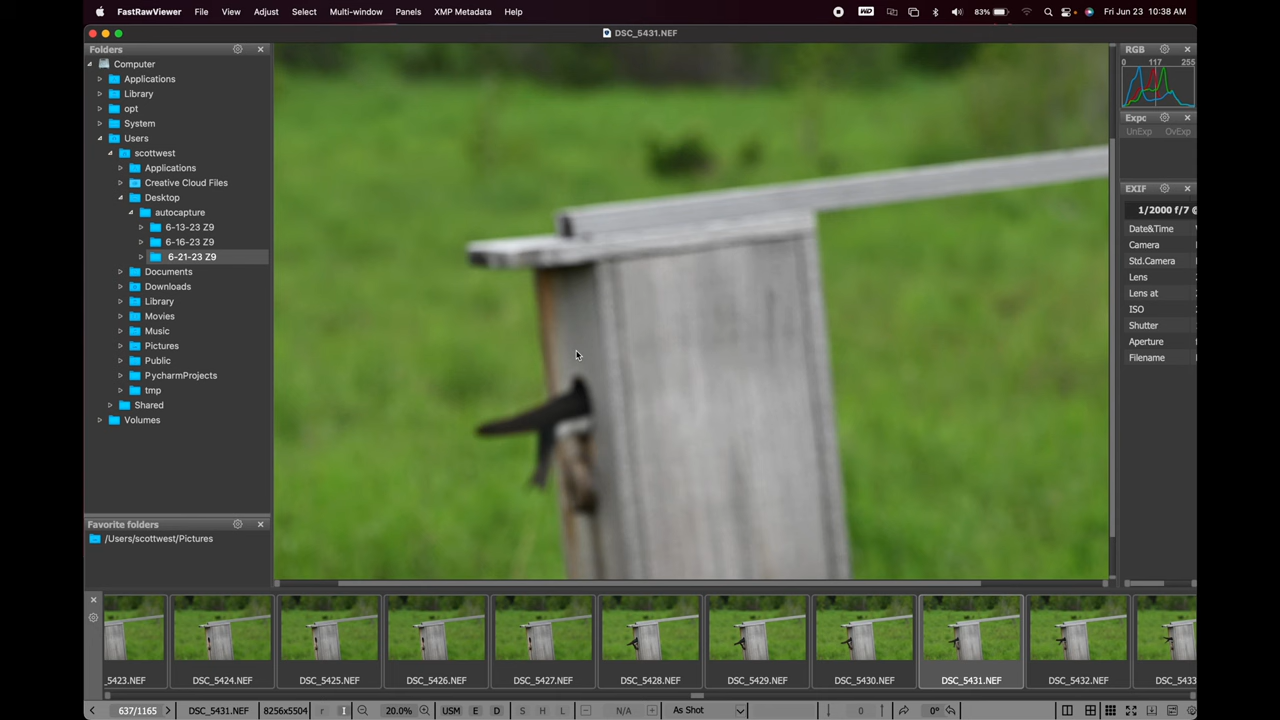 FastRawViewer File View Adjust Select Multi-window Panels XMP Metadata Help WD 83% Fri Jun 23 10:38 AM
DSC_5431.NEF
Folders
Computer
Applications
Library
opt
System
Users
scottwest
Applications
Creative Cloud Files
Desktop
autocapture
6-13-23 Z9
6-16-23 Z9
6-21-23 Z9
Documents
Downloads
Library
Movies
Music
Pictures
Public
PycharmProjects
tmp
Shared
Volumes
Favorite folders
/Users/scottwest/Pictures
RGB
0 117 255
Expc
UnExp OvExp
EXIF
1/2000 f/7
Date&Time
Camera
Std.Camera
Lens
Lens at
ISO
Shutter
Aperture
Filename
_5423.NEF DSC_5424.NEF DSC_5425.NEF DSC_5426.NEF DSC_5427.NEF DSC_5428.NEF DSC_5429.NEF DSC_5430.NEF DSC_5431.NEF DSC_5432.NEF DSC_5433
637/1165 DSC_5431.NEF 8256x5504 r I 20.0% USM E D S H L N/A As Shot 0 0°